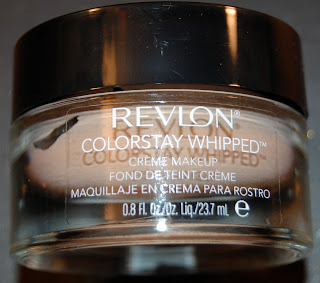 REVLON®
COLORSTAY WHIPPED™
CRÈME MAKEUP
FOND DE TEINT CRÈME
MAQUILLAJE EN CREMA PARA ROSTRO
0.8 Fl. Oz./Oz. Liq./23.7 mL e